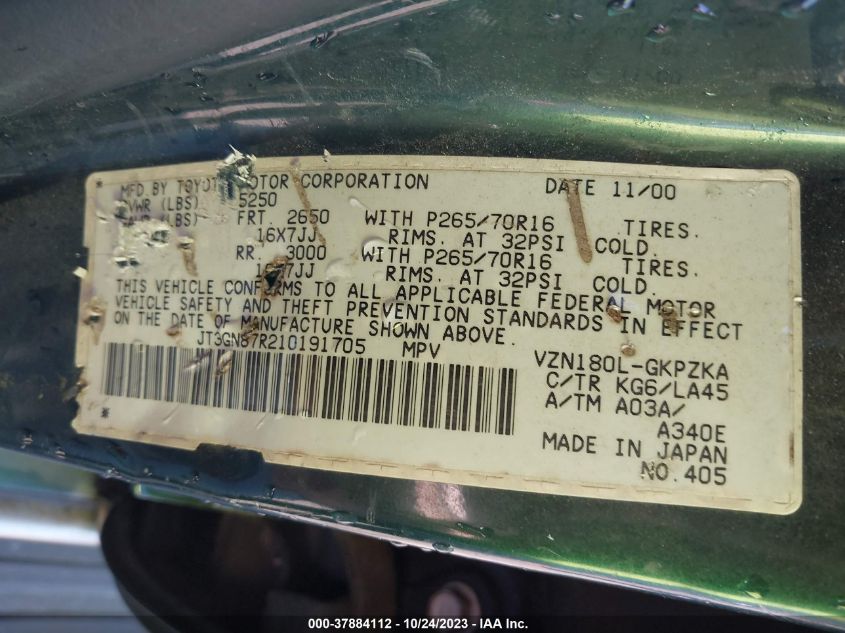 MFD BY TOYOTA MOTOR CORPORATION DATE 11/00
GVWR (LBS) 5250
(LBS) FRT. 2650 WITH P265/70R16 TIRES.
16X7JJ RIMS. AT 32PSI COLD.
RR. 3000 WITH P265/70R16 TIRES.
16X7JJ RIMS. AT 32PSI COLD.
THIS VEHICLE CONFORMS TO ALL APPLICABLE FEDERAL MOTOR
VEHICLE SAFETY AND THEFT PREVENTION STANDARDS IN EFFECT
ON THE DATE OF MANUFACTURE SHOWN ABOVE.
JT3GN87R210191705 MPV
VZN180L-GKPZKA
C/TR KG6/LA45
A/TM A03A/
A340E
MADE IN JAPAN
NO.405
000-37884112 - 10/24/2023 - IAA Inc.